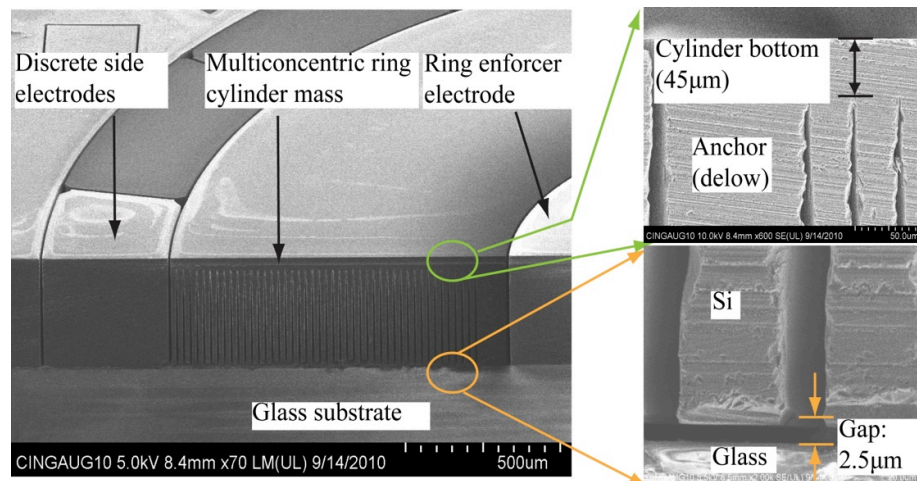 Discrete side
electrodes
Multiconcentric ring
cylinder mass
Ring enforcer
electrode
Glass substrate
CINGAUG10 5.0kV 8.4mm x70 LM(UL) 9/14/2010
500um
Cylinder bottom
(45μm)
Anchor
(delow)
CINGAUG10 10.0kV 8.4mm x600 SE(UL) 9/14/2010
50.0um
Si
Glass
Gap:
2.5μm